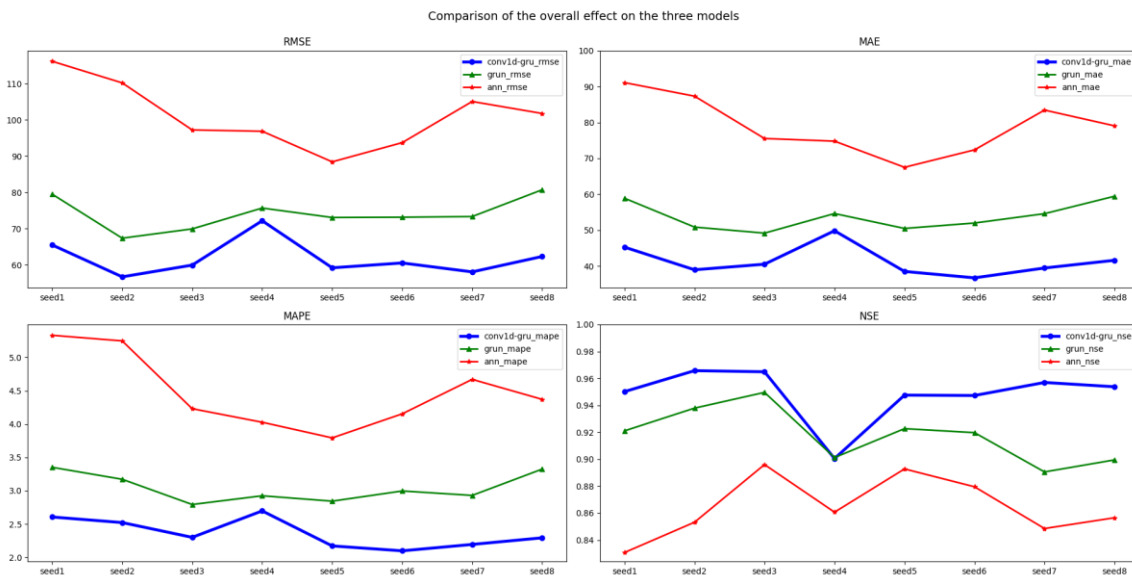 Comparison of the overall effect on the three models
RMSE
conv1d-gru_rmse
grun_rmse
ann_rmse
110
100
90
80
70
60
seed1 seed2 seed3 seed4 seed5 seed6 seed7 seed8
MAE
conv1d-gru_mae
grun_mae
ann_mae
100
90
80
70
60
50
40
seed1 seed2 seed3 seed4 seed5 seed6 seed7 seed8
MAPE
conv1d-gru_mape
grun_mape
ann_mape
5.0
4.5
4.0
3.5
3.0
2.5
2.0
seed1 seed2 seed3 seed4 seed5 seed6 seed7 seed8
NSE
conv1d-gru_nse
grun_nse
ann_nse
1.00
0.98
0.96
0.94
0.92
0.90
0.88
0.86
0.84
seed1 seed2 seed3 seed4 seed5 seed6 seed7 seed8